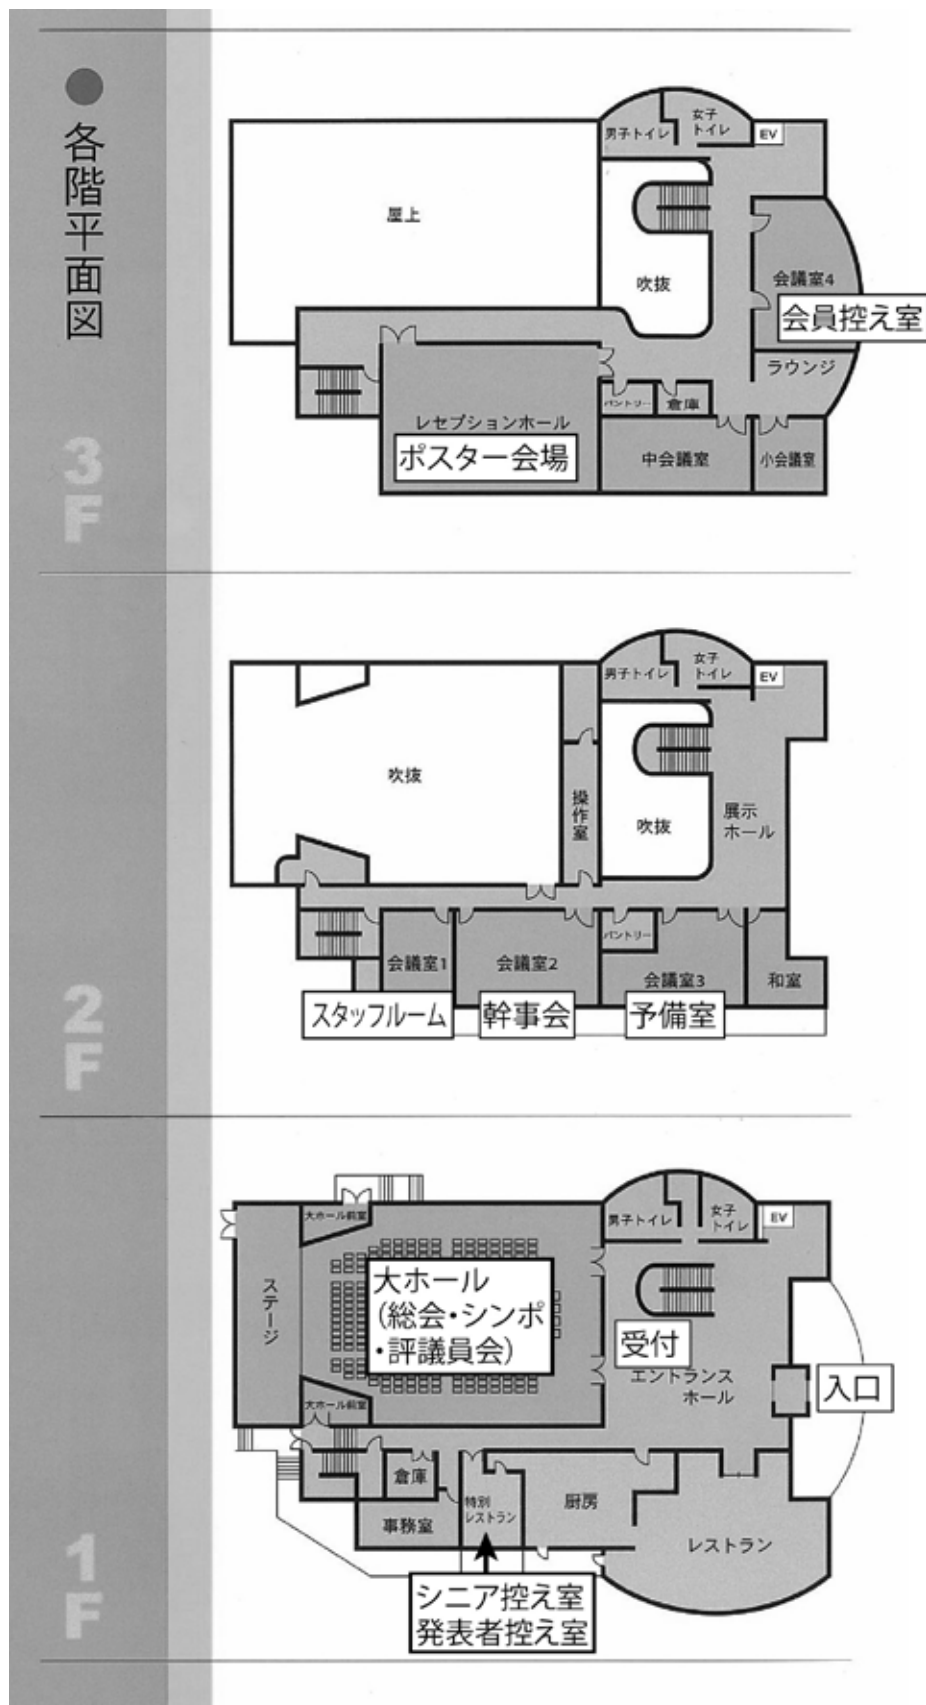 ●各階平面図
3F
男子トイレ
女子
トイレ
EV
屋上
吹抜
会議室4
会員控え室
ラウンジ
パントリー
倉庫
レセプションホール
ポスター会場
中会議室
小会議室
2F
男子トイレ
女子
トイレ
EV
吹抜
操作室
吹抜
展示
ホール
パントリー
会議室1
会議室2
会議室3
和室
スタッフルーム
幹事会
予備室
1F
大ホール前室
男子トイレ
女子
トイレ
EV
ステージ
大ホール
(総会・シンポ
・評議員会)
受付
エントランス
ホール
入口
大ホール前室
倉庫
事務室
特別
レストラン
厨房
レストラン
シニア控え室
発表者控え室